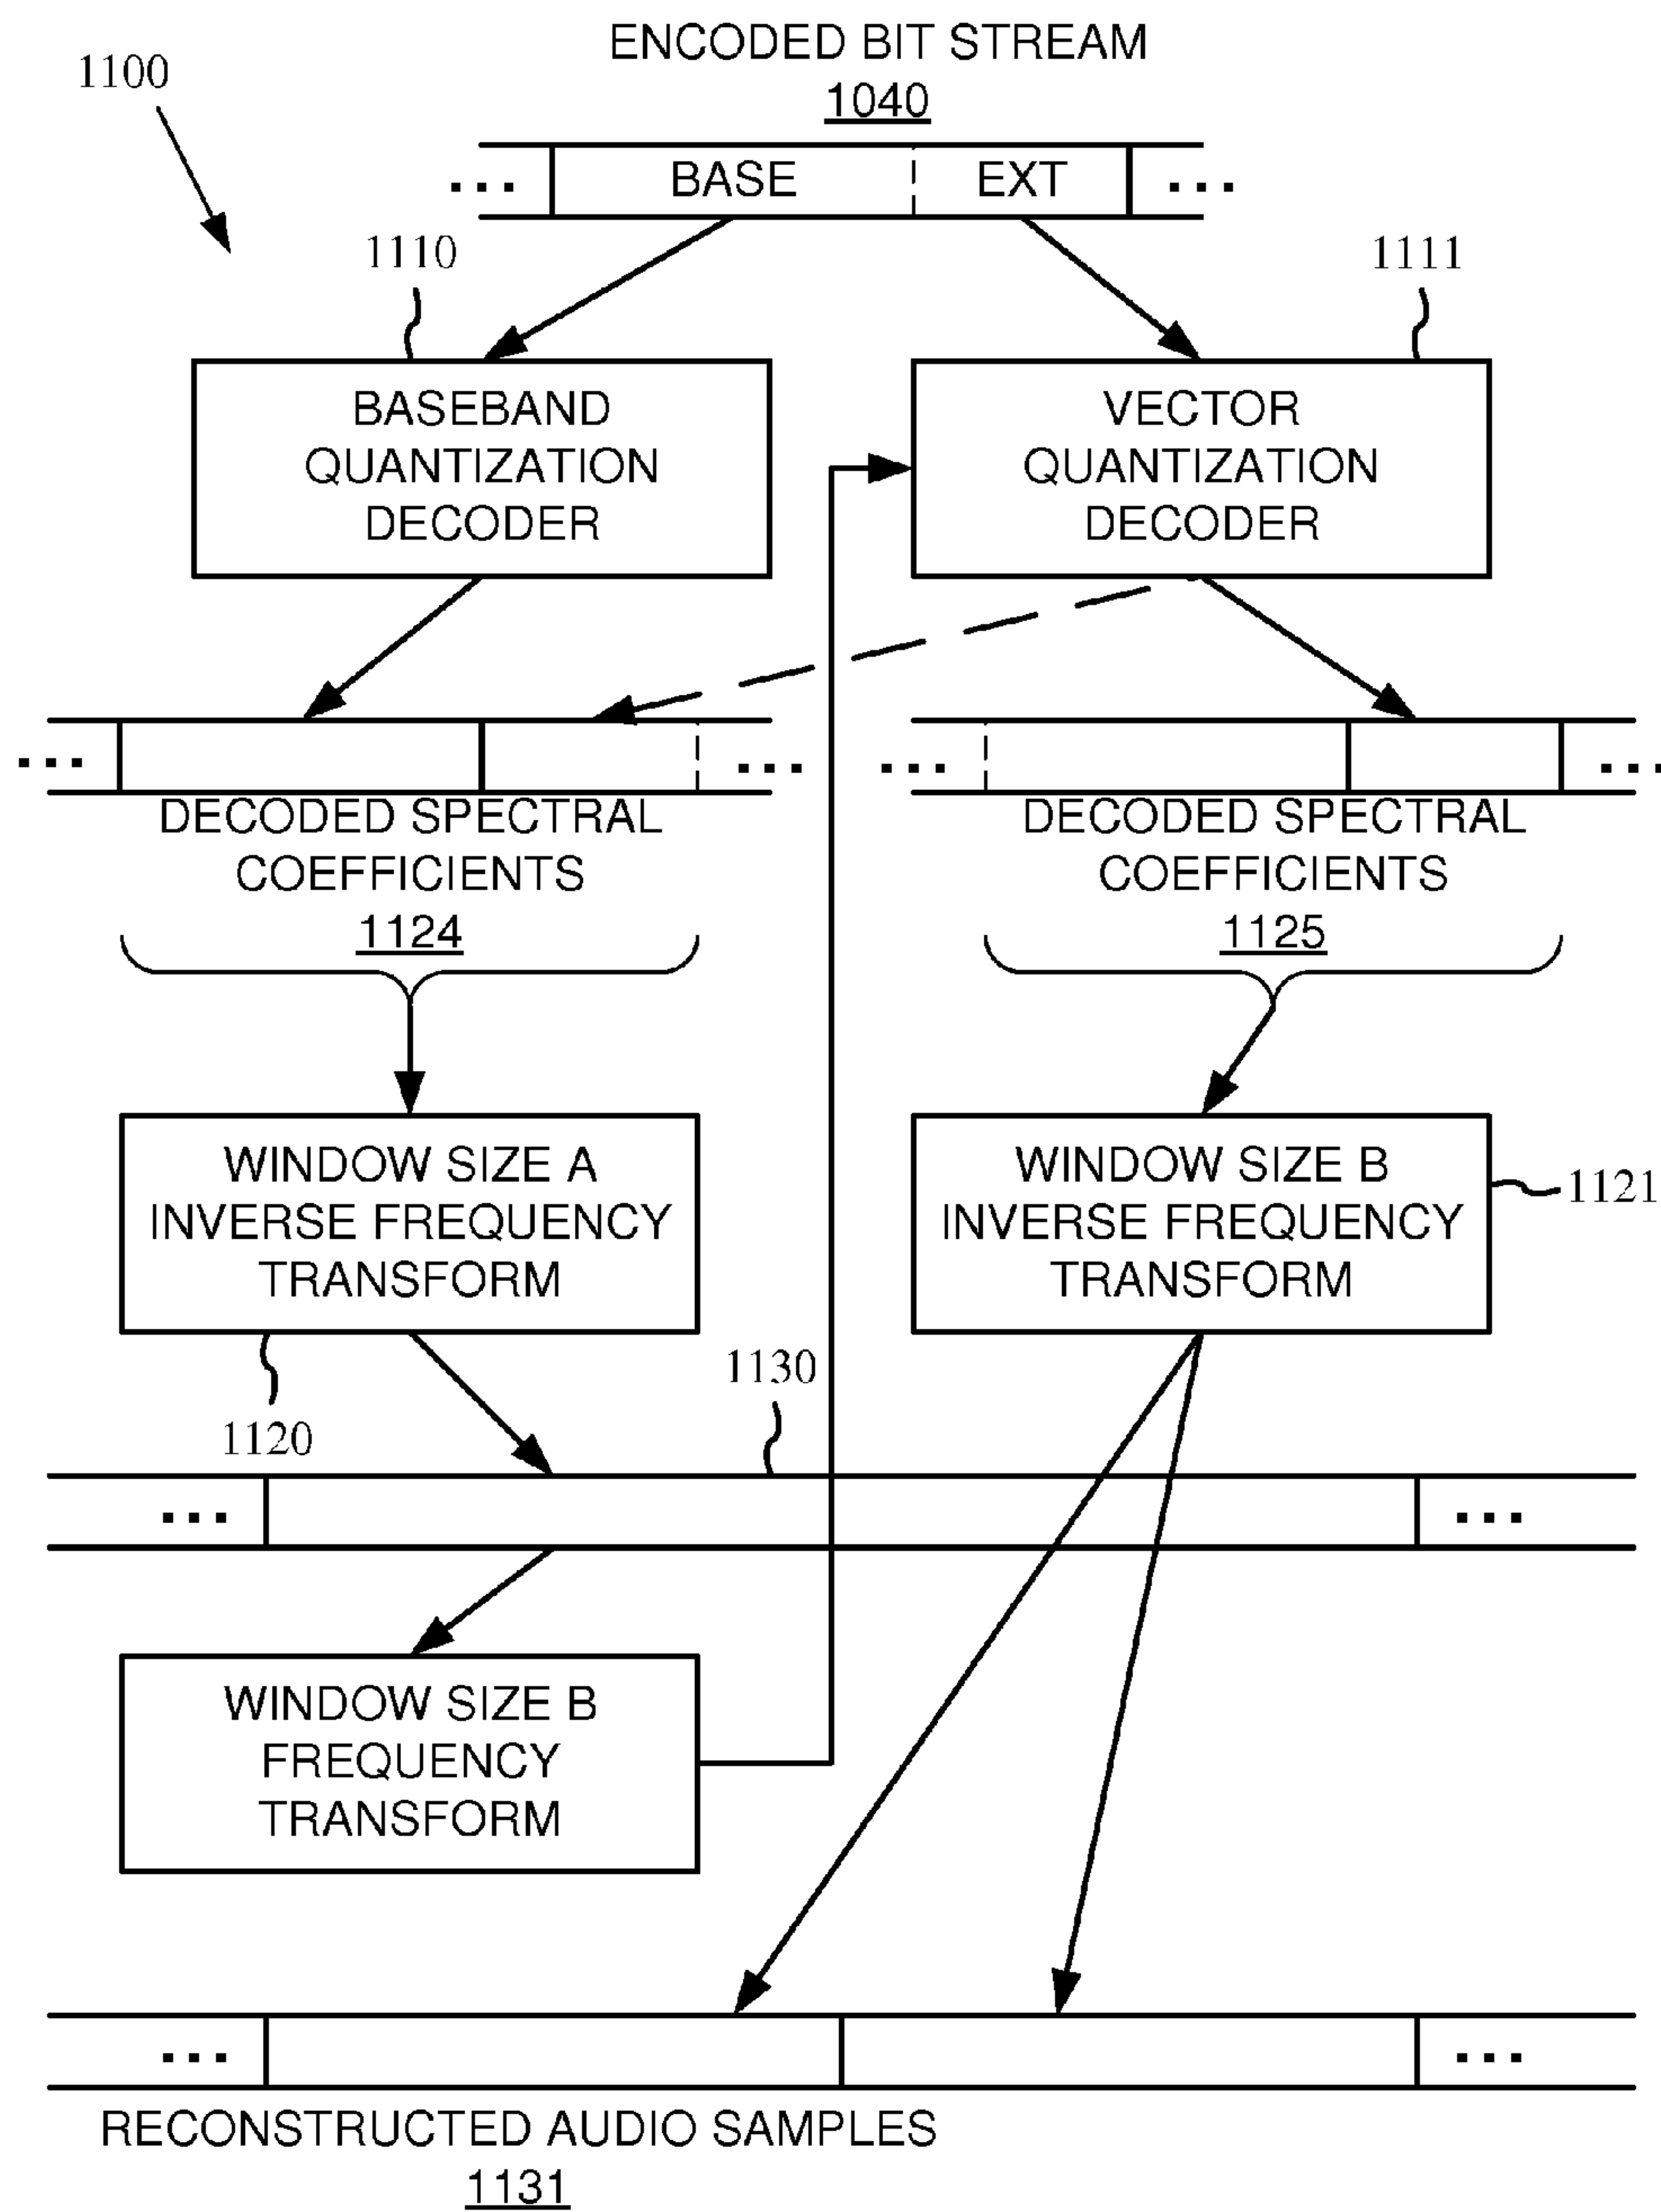 ENCODED BIT STREAM
1040
1100
... BASE EXT ...
1110
1111
BASEBAND
QUANTIZATION
DECODER
VECTOR
QUANTIZATION
DECODER
... ...
... ...
DECODED SPECTRAL
COEFFICIENTS
1124
DECODED SPECTRAL
COEFFICIENTS
1125
WINDOW SIZE A
INVERSE FREQUENCY
TRANSFORM
WINDOW SIZE B
INVERSE FREQUENCY
TRANSFORM
1121
1120
1130
... ...
WINDOW SIZE B
FREQUENCY
TRANSFORM
... ...
RECONSTRUCTED AUDIO SAMPLES
1131